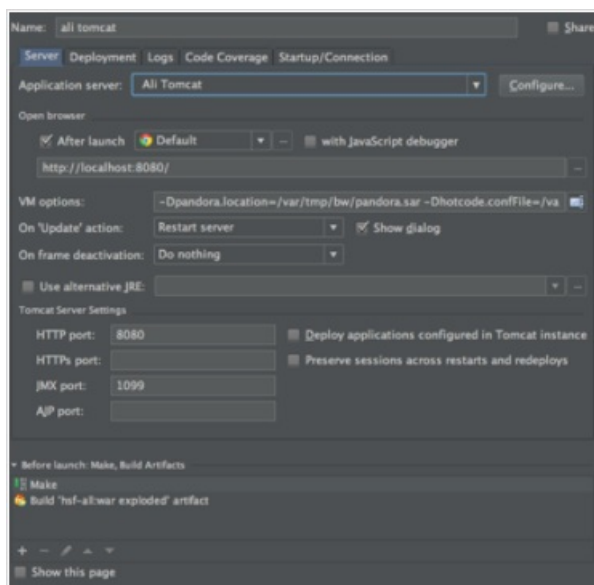 Name: ali tomcat Share
Server Deployment Logs Code Coverage Startup/Connection
Application server: Ali Tomcat Configure...
Open browser
After launch Default ... with JavaScript debugger
http://localhost:8080/ ...
VM options: -Dpandora.location=/var/tmp/bw/pandora.sar -Dhotcode.confFile=/va
On 'Update' action: Restart server Show dialog
On frame deactivation: Do nothing
Use alternative JRE: ...
Tomcat Server Settings
HTTP port: 8080 Deploy applications configured in Tomcat instance
HTTPs port: Preserve sessions across restarts and redeploys
JMX port: 1099
AJP port:
Before launch: Make, Build Artifacts
Make
Build 'hsf-all:war exploded' artifact
Show this page